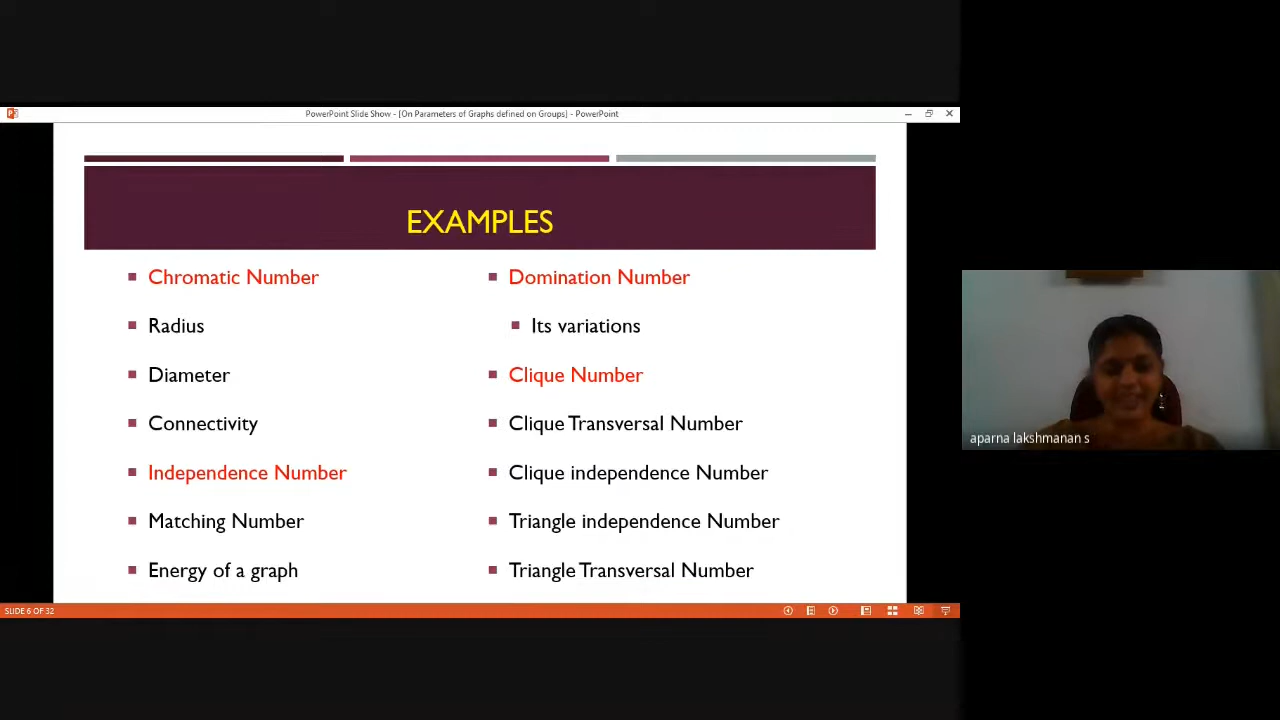 PowerPoint Slide Show - [On Parameters of Graphs defined on Groups] - PowerPoint
EXAMPLES
Chromatic Number
Radius
Diameter
Connectivity
Independence Number
Matching Number
Energy of a graph
Domination Number
Its variations
Clique Number
Clique Transversal Number
Clique independence Number
Triangle independence Number
Triangle Transversal Number
SLIDE 6 OF 32
aparna lakshmanan s